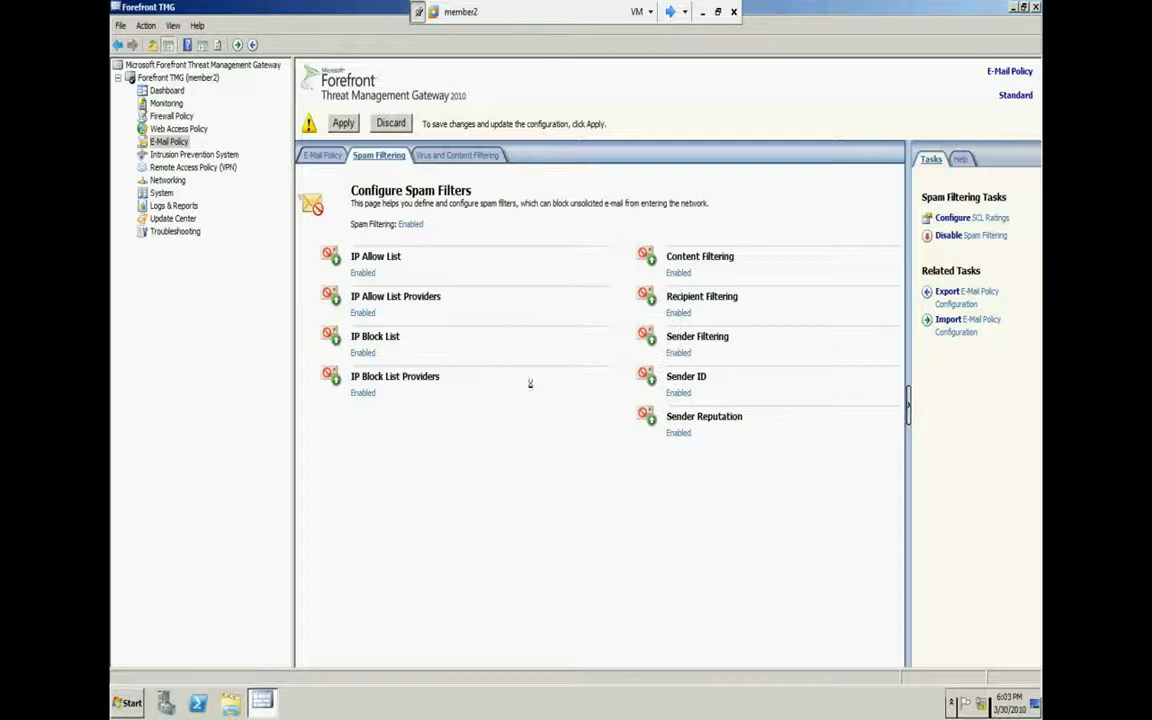 Forefront TMG
member2
VM
File Action View Help
Microsoft Forefront Threat Management Gateway
Forefront TMG (member2)
Dashboard
Monitoring
Firewall Policy
Web Access Policy
E-Mail Policy
Intrusion Prevention System
Remote Access Policy (VPN)
Networking
System
Logs & Reports
Update Center
Troubleshooting
Microsoft
Forefront
Threat Management Gateway 2010
E-Mail Policy
Standard
Apply Discard To save changes and update the configuration, click Apply.
E-Mail Policy Spam Filtering Virus and Content Filtering
Configure Spam Filters
This page helps you define and configure spam filters, which can block unsolicited e-mail from entering the network.
Spam Filtering: Enabled
IP Allow List
Enabled
IP Allow List Providers
Enabled
IP Block List
Enabled
IP Block List Providers
Enabled
Content Filtering
Enabled
Recipient Filtering
Enabled
Sender Filtering
Enabled
Sender ID
Enabled
Sender Reputation
Enabled
Tasks Help
Spam Filtering Tasks
Configure SCL Ratings
Disable Spam Filtering
Related Tasks
Export E-Mail Policy
Configuration
Import E-Mail Policy
Configuration
Start
6:03 PM
3/30/2010